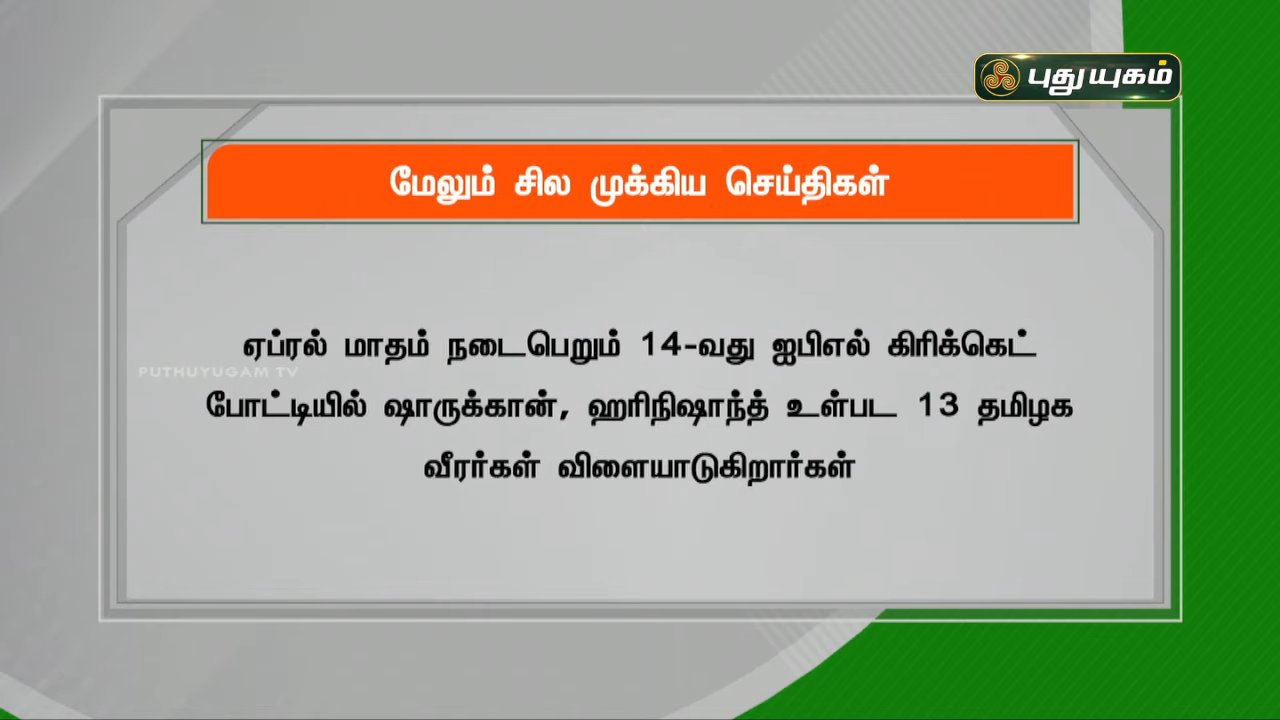 புதுயுகம்
மேலும் சில முக்கிய செய்திகள்
ஏப்ரல் மாதம் நடைபெறும் 14-வது ஐபிஎல் கிரிக்கெட்
PUTHUYUGAM TV
போட்டியில் ஷாருக்கான், ஹரிநிஷாந்த் உள்பட 13 தமிழக
வீரர்கள் விளையாடுகிறார்கள்